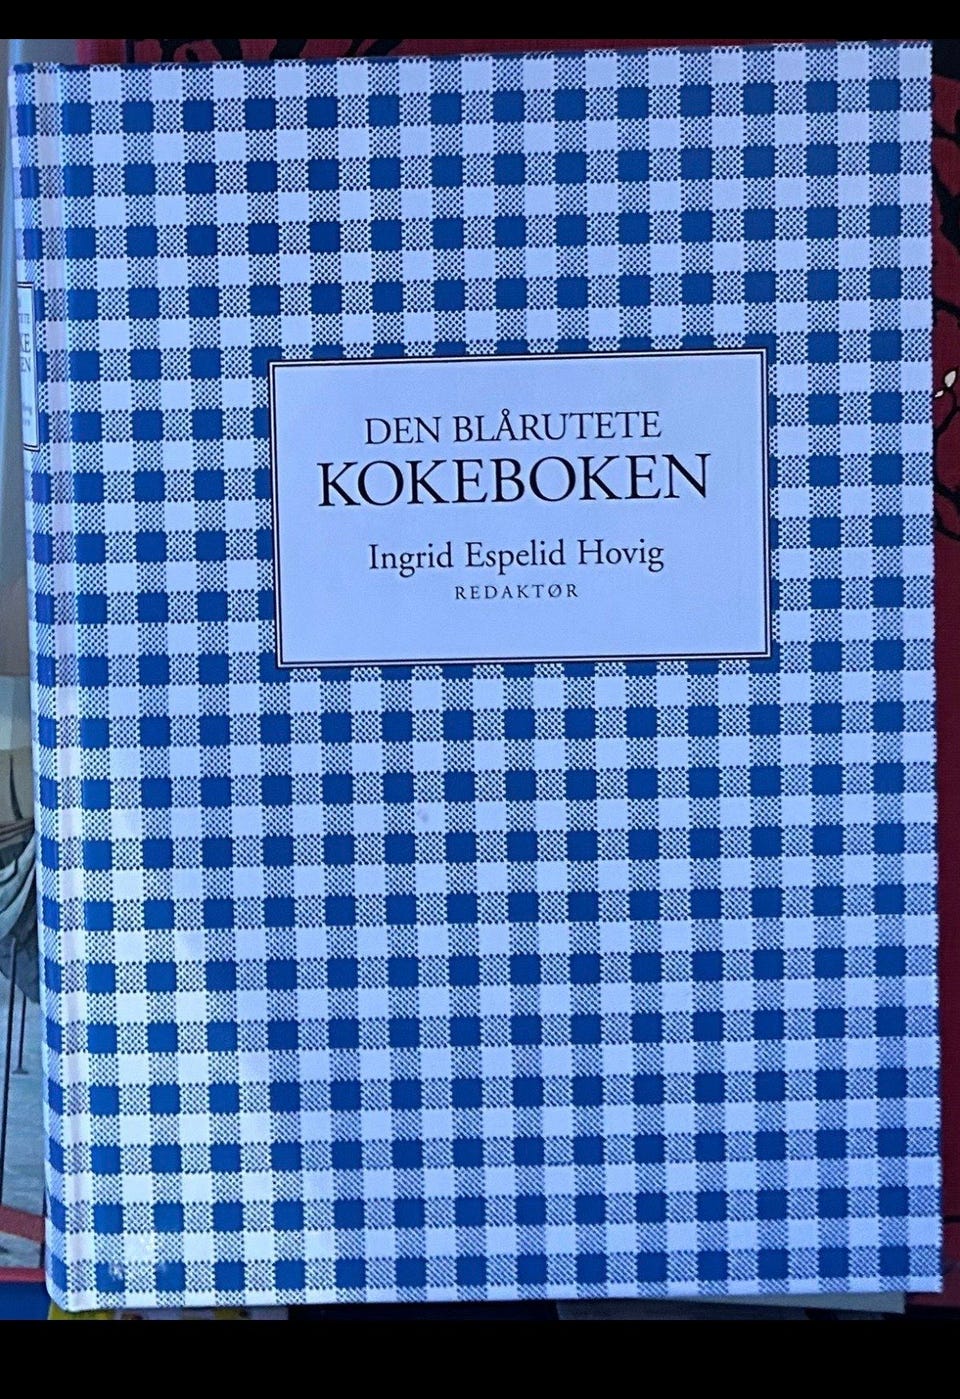 DEN BLÅRUTETE
KOKEBOKEN
Ingrid Espelid Hovig
REDAKTØR